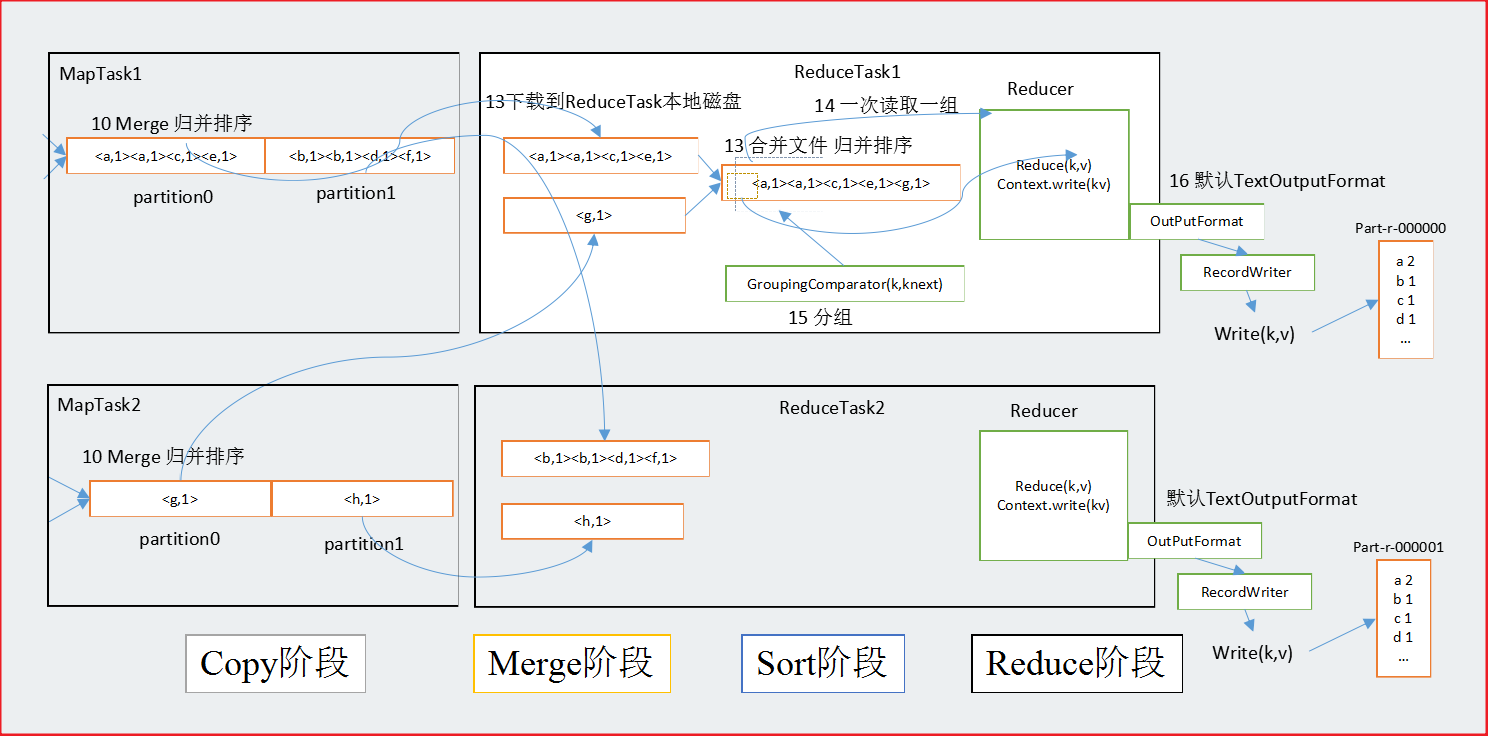 MapTask1
10 Merge 归并排序
<a,1><a,1><c,1><e,1>
<b,1><b,1><d,1><f,1>
partition0
partition1
ReduceTask1
13下载到ReduceTask本地磁盘
14 一次读取一组
Reducer
<a,1><a,1><c,1><e,1>
13 合并文件 归并排序
<a,1><a,1><c,1><e,1><g,1>
<g,1>
Reduce(k,v)
Context.write(kv)
GroupingComparator(k,knext)
15 分组
16 默认TextOutputFormat
OutPutFormat
RecordWriter
Write(k,v)
Part-r-000000
a 2
b 1
c 1
d 1
...
MapTask2
10 Merge 归并排序
<g,1>
<h,1>
partition0
partition1
ReduceTask2
<b,1><b,1><d,1><f,1>
<h,1>
Reducer
Reduce(k,v)
Context.write(kv)
默认TextOutputFormat
OutPutFormat
RecordWriter
Write(k,v)
Part-r-000001
a 2
b 1
c 1
d 1
...
Copy阶段
Merge阶段
Sort阶段
Reduce阶段